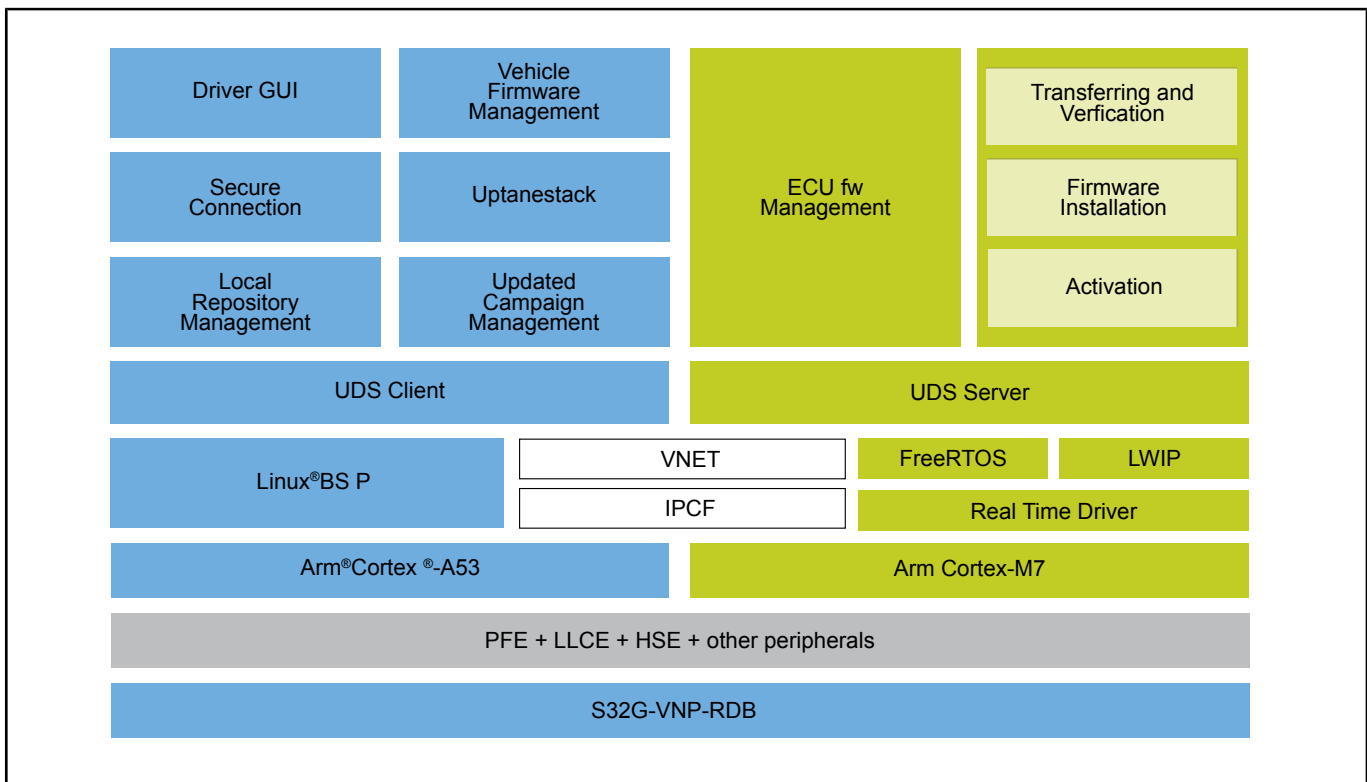 Driver GUI
Vehicle
Firmware
Management
Secure
Connection
Uptanestack
Local
Repository
Management
Updated
Campaign
Management
ECU fw
Management
Transferring and
Verfication
Firmware
Installation
Activation
UDS Client
UDS Server
Linux®BS P
VNET
IPCF
FreeRTOS
LWIP
Real Time Driver
Arm®Cortex ®-A53
Arm Cortex-M7
PFE + LLCE + HSE + other peripherals
S32G-VNP-RDB